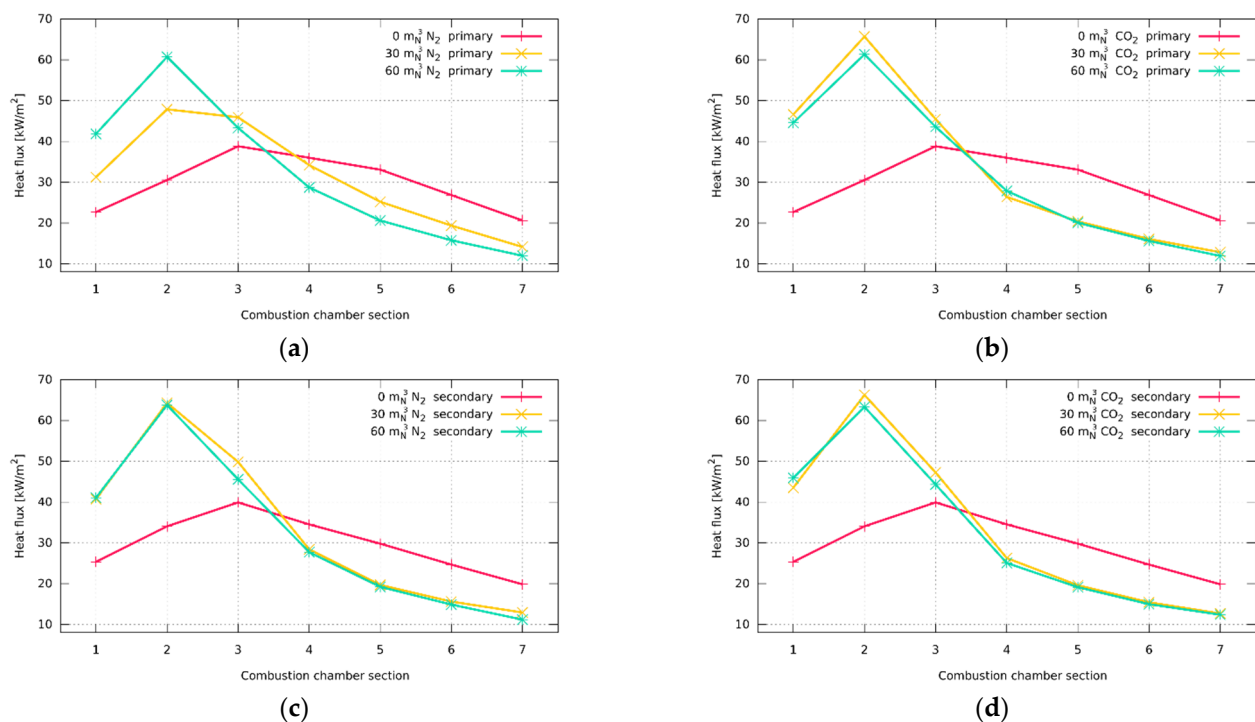 70
60
50
40
30
20
10
Heat flux [kW/m²]
0 m³N N₂ primary
30 m³N N₂ primary
60 m³N N₂ primary
1 2 3 4 5 6 7
Combustion chamber section
(a)
70
60
50
40
30
20
10
Heat flux [kW/m²]
0 m³N CO₂ primary
30 m³N CO₂ primary
60 m³N CO₂ primary
1 2 3 4 5 6 7
Combustion chamber section
(b)
70
60
50
40
30
20
10
Heat flux [kW/m²]
0 m³N N₂ secondary
30 m³N N₂ secondary
60 m³N N₂ secondary
1 2 3 4 5 6 7
Combustion chamber section
(c)
70
60
50
40
30
20
10
Heat flux [kW/m²]
0 m³N CO₂ secondary
30 m³N CO₂ secondary
60 m³N CO₂ secondary
1 2 3 4 5 6 7
Combustion chamber section
(d)